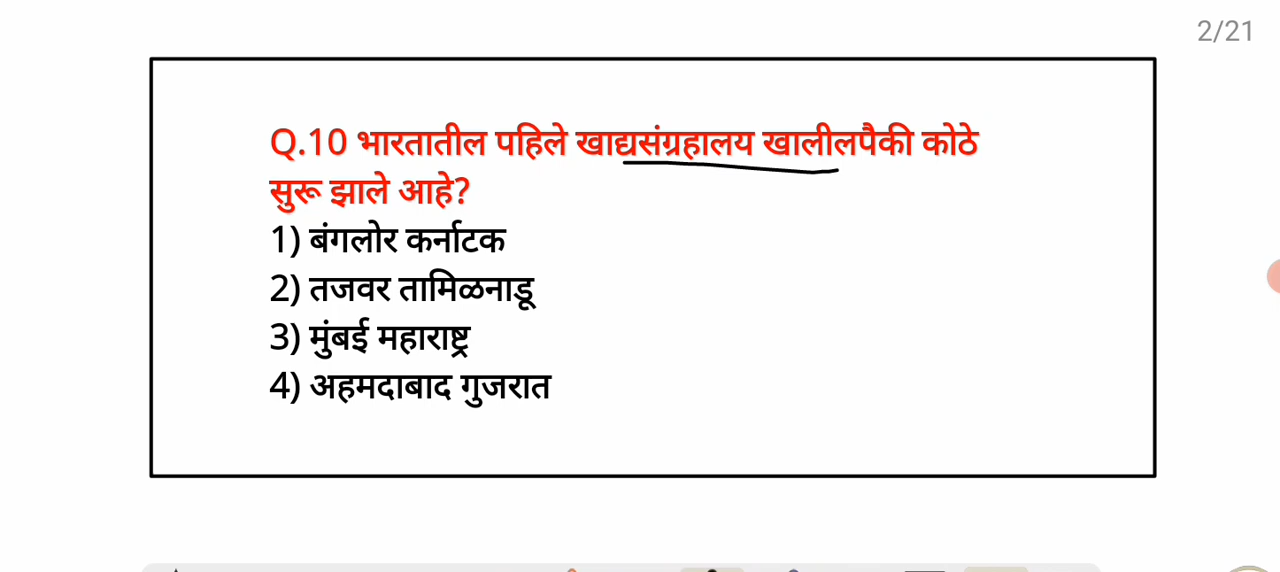 2/21
Q.10 भारतातील पहिले खाद्यसंग्रहालय खालीलपैकी कोठे
सुरू झाले आहे?
1) बंगलोर कर्नाटक
2) तजवर तामिळनाडू
3) मुंबई महाराष्ट्र
4) अहमदाबाद गुजरात